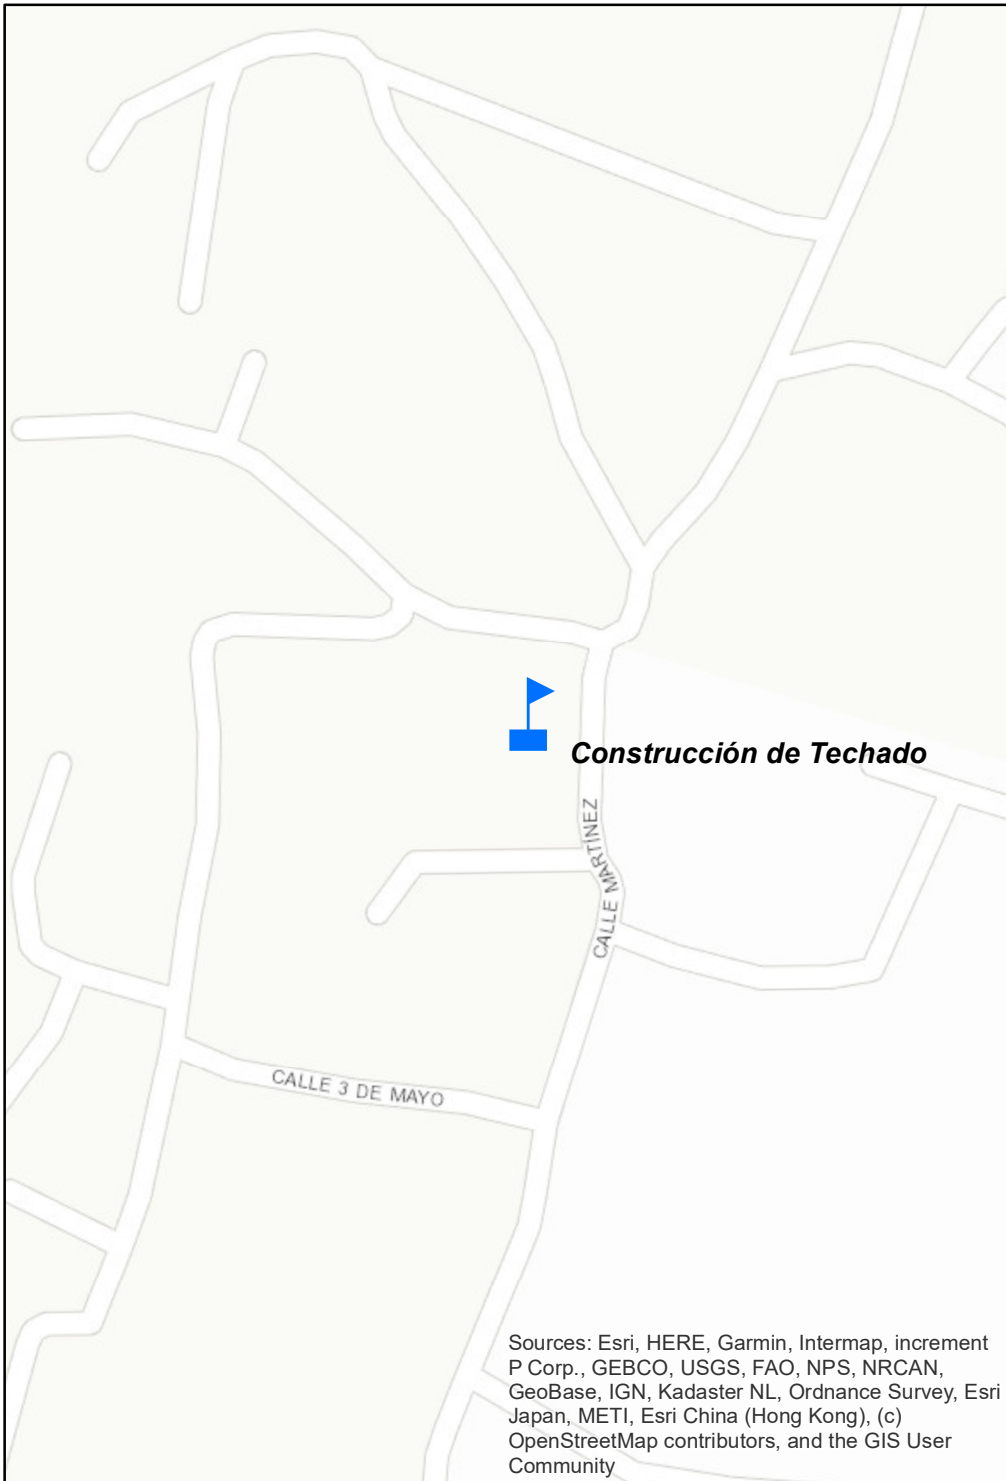 Construcción de Techado
CALLE MARTÍNEZ
CALLE 3 DE MAYO
Sources: Esri, HERE, Garmin, Intermap, increment
P Corp., GEBCO, USGS, FAO, NPS, NRCAN,
GeoBase, IGN, Kadaster NL, Ordnance Survey, Esri
Japan, METI, Esri China (Hong Kong), (c)
OpenStreetMap contributors, and the GIS User
Community